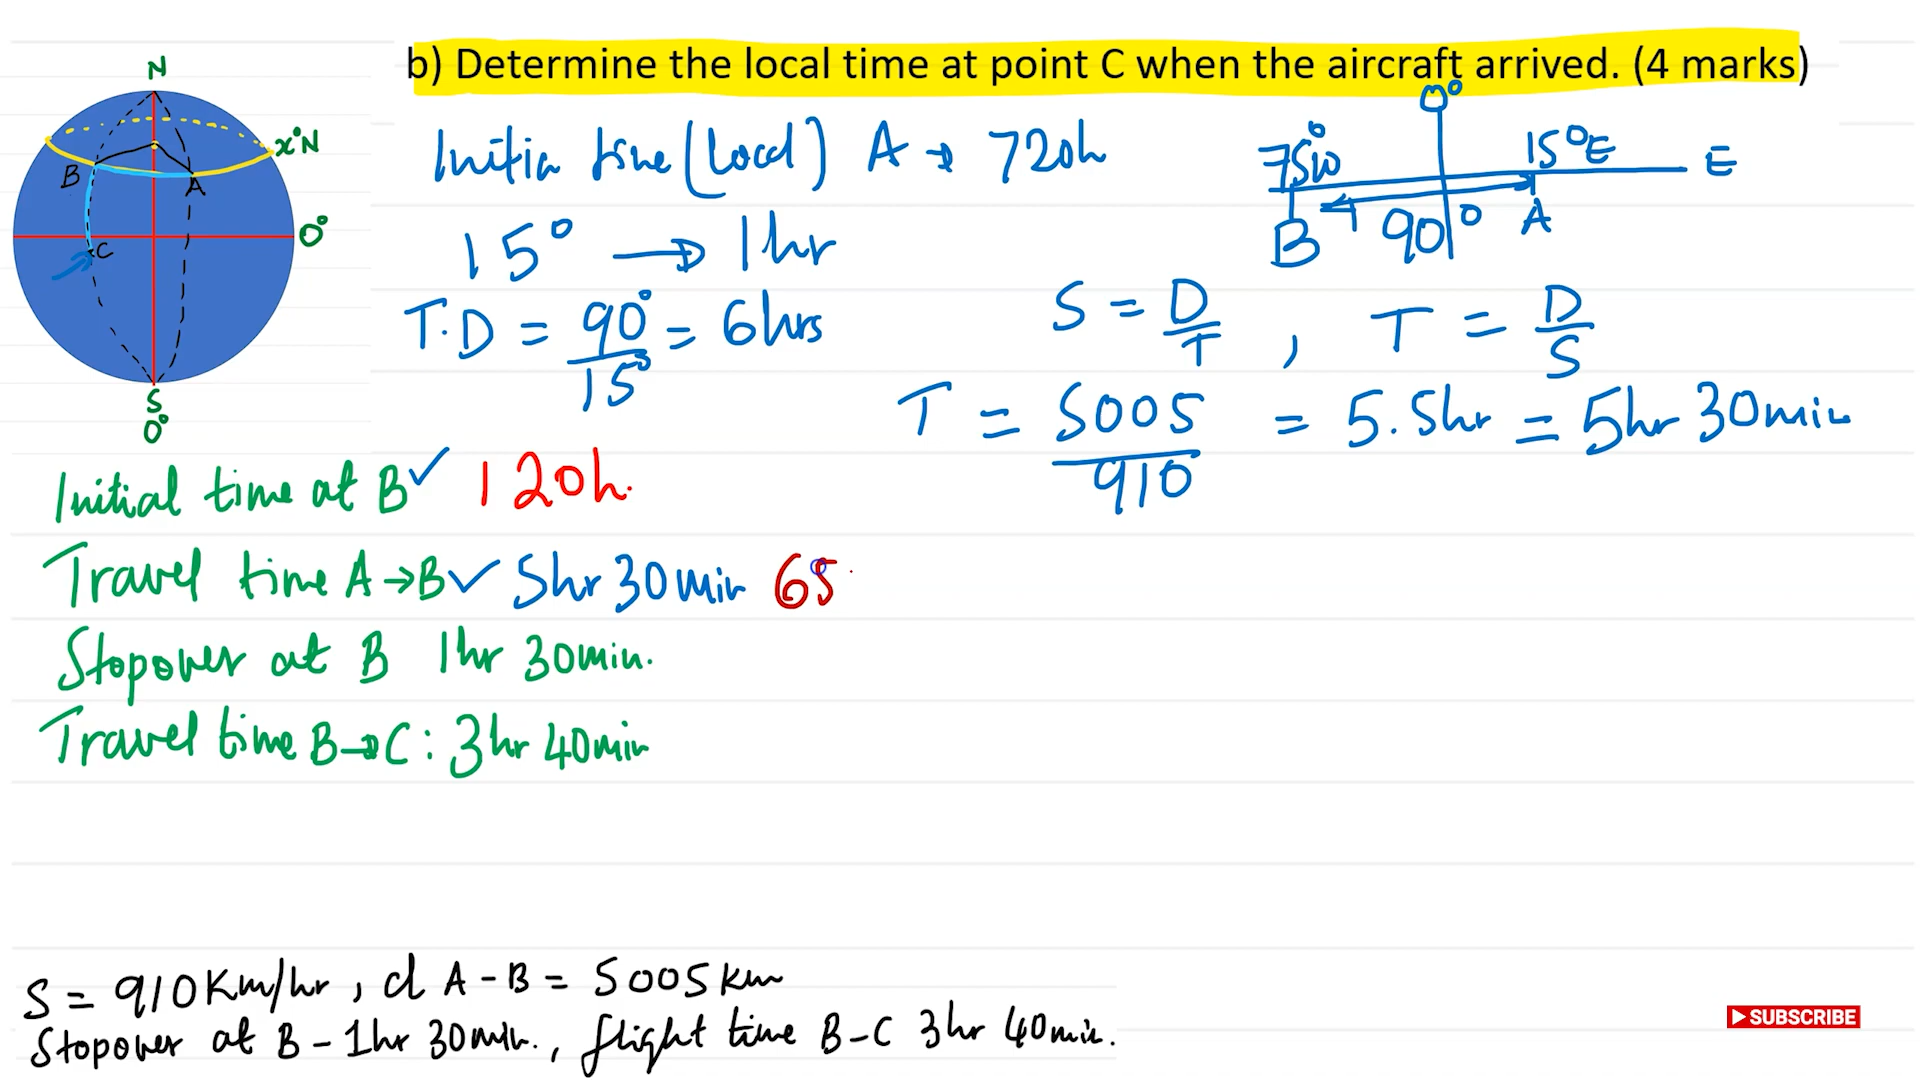 b) Determine the local time at point C when the aircraft arrived. (4 marks)
N
x°N
B
A
C
0°
S
0°
Initia time (Local) A → 720h
15° → 1hr
T.D = 90°/15° = 6hrs
0°
75°W
15°E
E
B
90°
A
S = D/T , T = D/S
T = 5005/910 = 5.5hr = 5hr 30min
Initial time at B ✓ 120h.
Travel time A→B ✓ 5hr 30min 65
Stopover at B 1hr 30min.
Travel time B→C: 3hr 40min
S = 910Km/hr, d A-B = 5005km
Stopover at B - 1hr 30min., flight time B-C 3hr 40min.
SUBSCRIBE